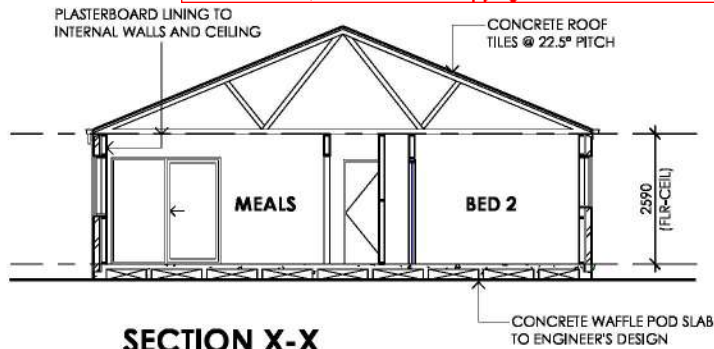 PLASTERBOARD LINING TO
INTERNAL WALLS AND CEILING
CONCRETE ROOF
TILES @ 22.5° PITCH
MEALS
BED 2
2590
(FLR-CEIL)
CONCRETE WAFFLE POD SLAB
TO ENGINEER'S DESIGN
SECTION X-X